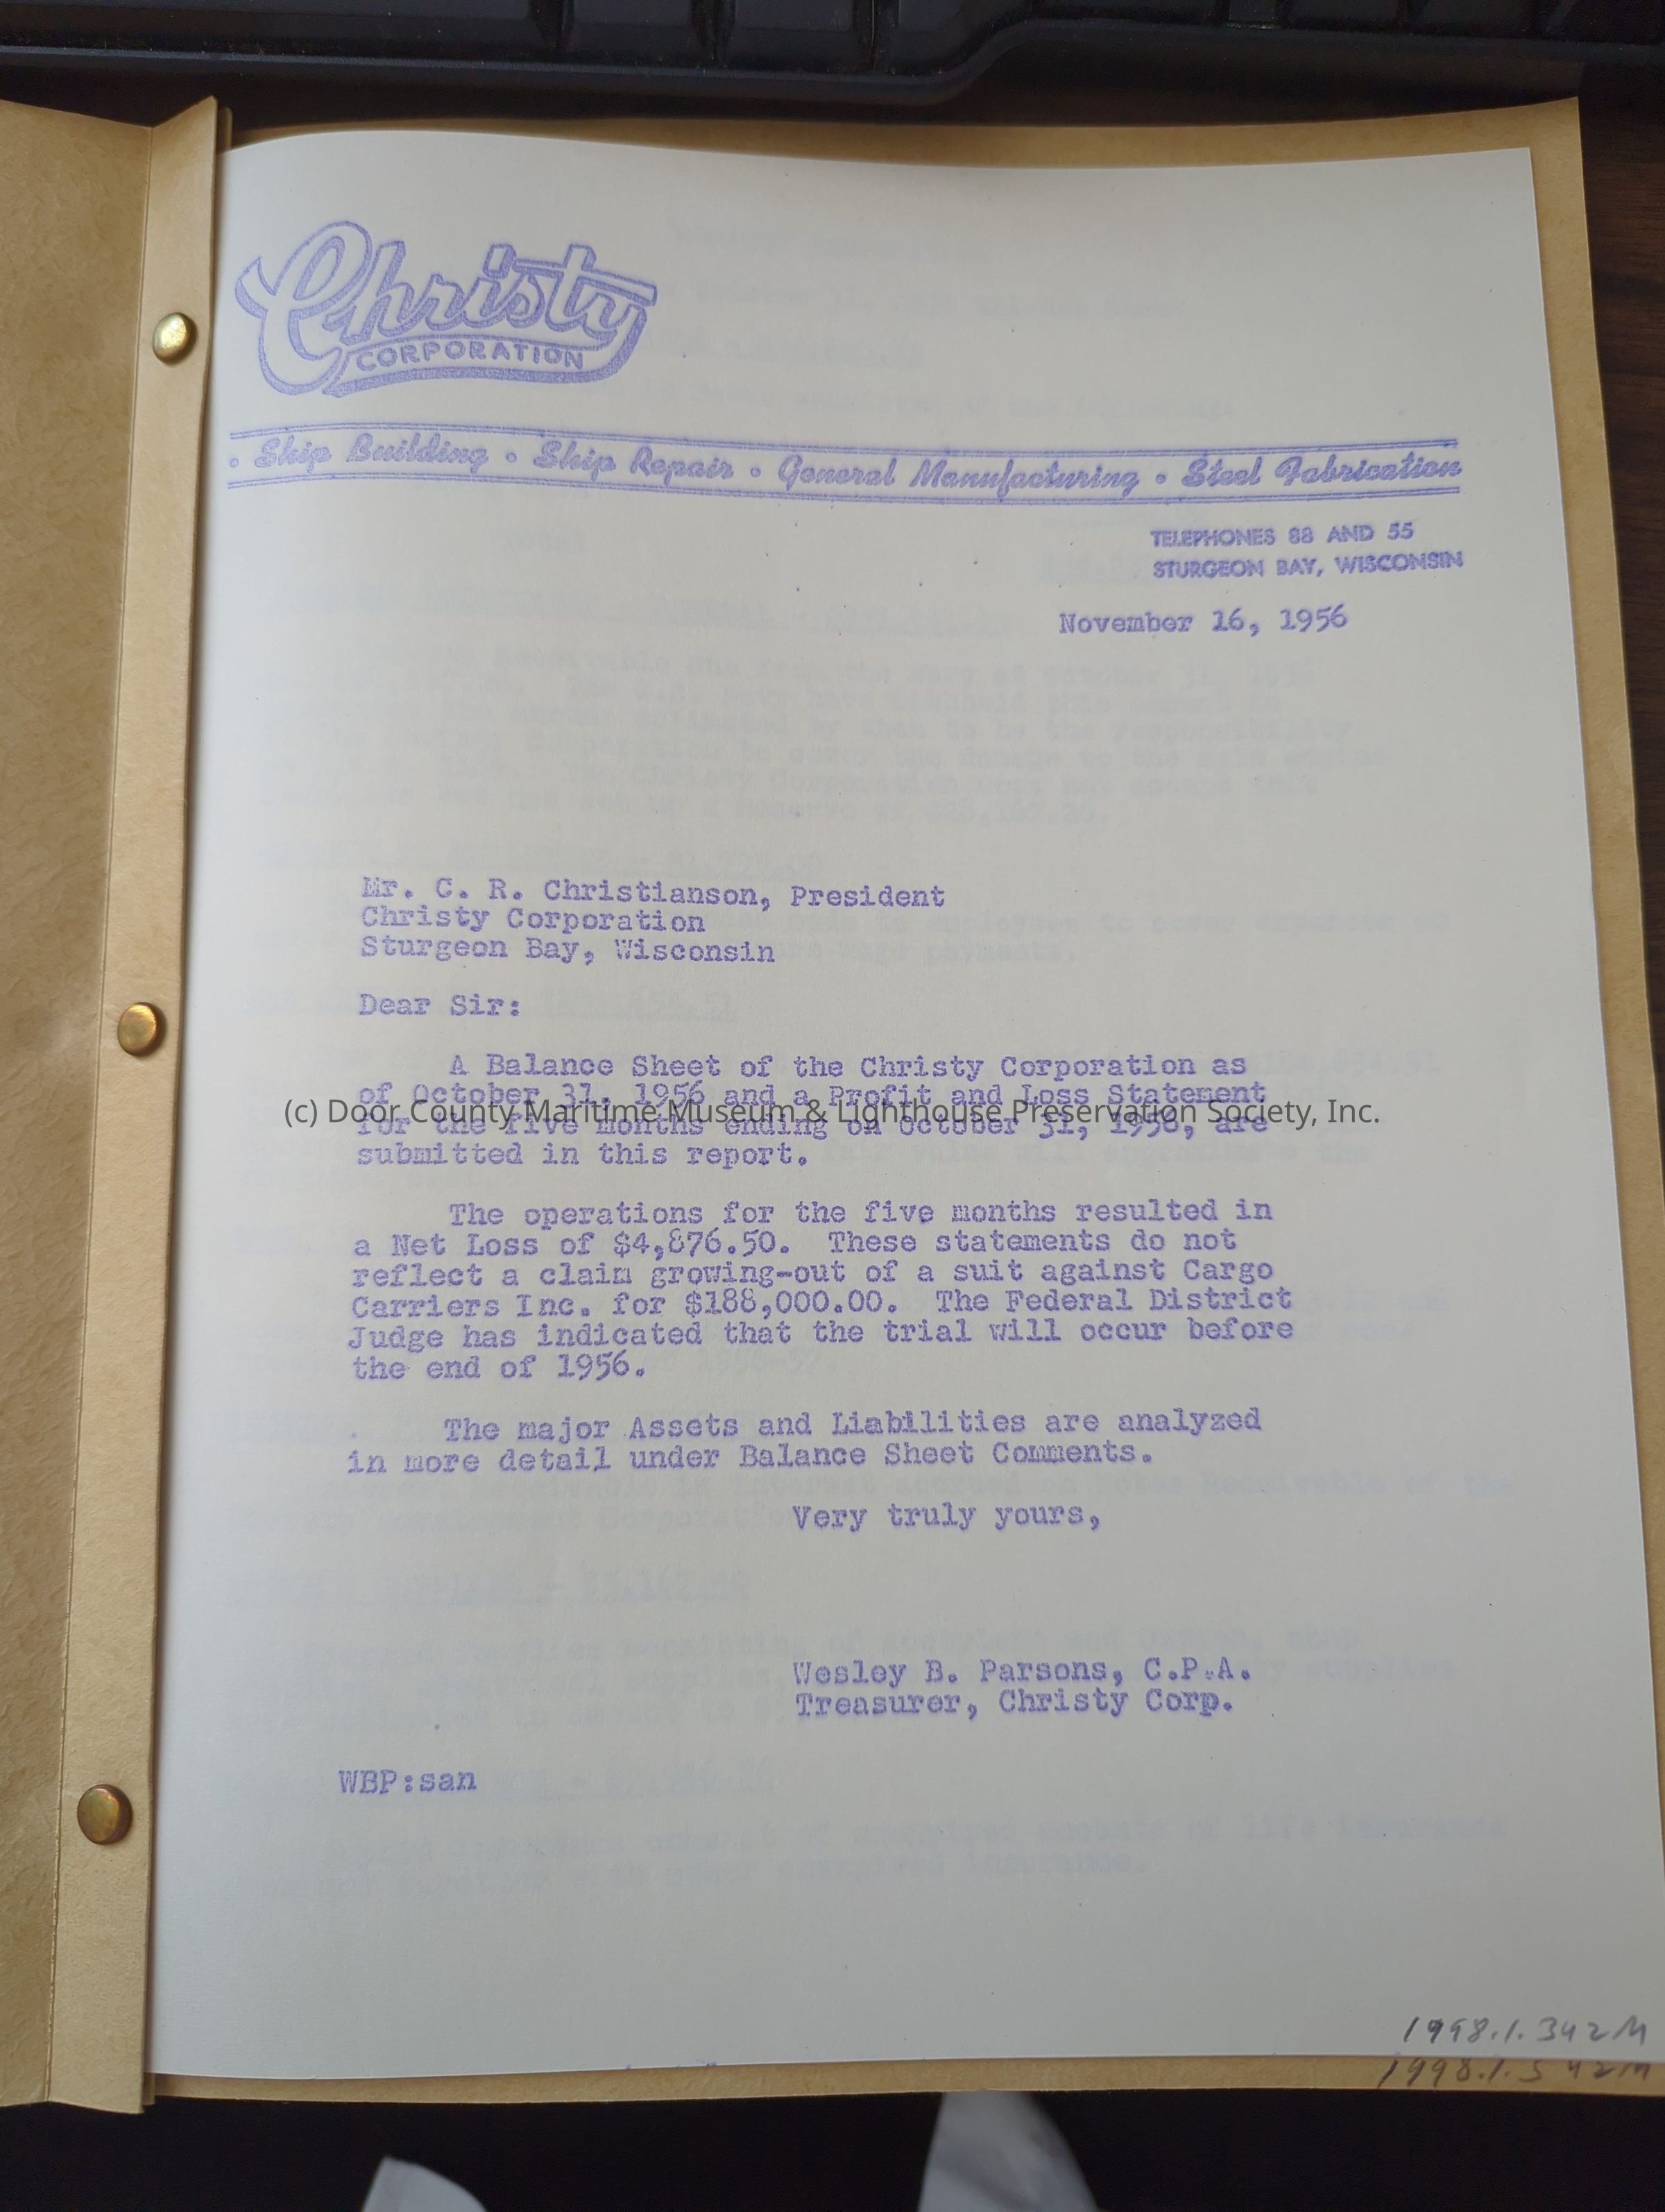 Christy
CORPORATION
• Ship Building • Ship Repair • General Manufacturing • Steel Fabrication
TELEPHONES 88 AND 55
STURGEON BAY, WISCONSIN
November 16, 1956
Mr. C. R. Christianson, President
Christy Corporation
Sturgeon Bay, Wisconsin
Dear Sir:
A Balance Sheet of the Christy Corporation as
of October 31, 1956 and a Profit and Loss Statement
(c) Door County Maritime Museum & Lighthouse Preservation Society, Inc.
for the five months ending on October 31, 1956, are
submitted in this report.
The operations for the five months resulted in
a Net Loss of $4,876.50. These statements do not
reflect a claim growing-out of a suit against Cargo
Carriers Inc. for $188,000.00. The Federal District
Judge has indicated that the trial will occur before
the end of 1956.
The major Assets and Liabilities are analyzed
in more detail under Balance Sheet Comments.
Very truly yours,
Wesley B. Parsons, C.P.A.
Treasurer, Christy Corp.
WBP:san
1998.1.342M
1998.1.342M